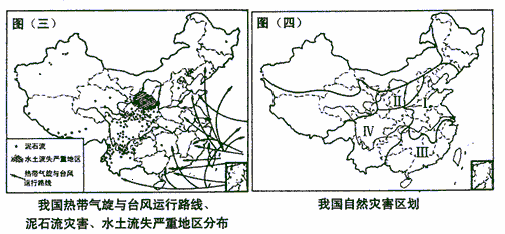 图（三）
泥石流
水土流失严重地区
热带气旋与台风
运行路线
我国热带气旋与台风运行路线、
泥石流灾害、水土流失严重地区分布
图（四）
I
II
IV
III
我国自然灾害区划